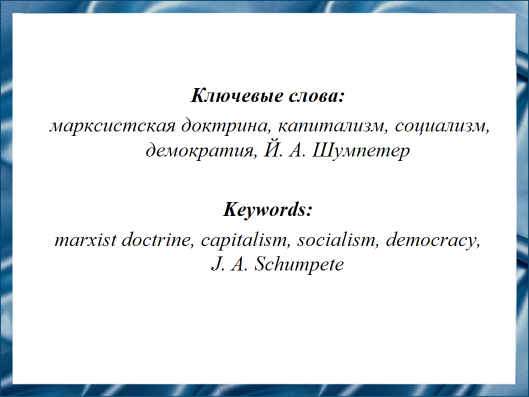 Ключевые слова:
марксистская доктрина, капитализм, социализм,
демократия, Й. А. Шумпетер
Keywords:
marxist doctrine, capitalism, socialism, democracy,
J. A. Schumpete